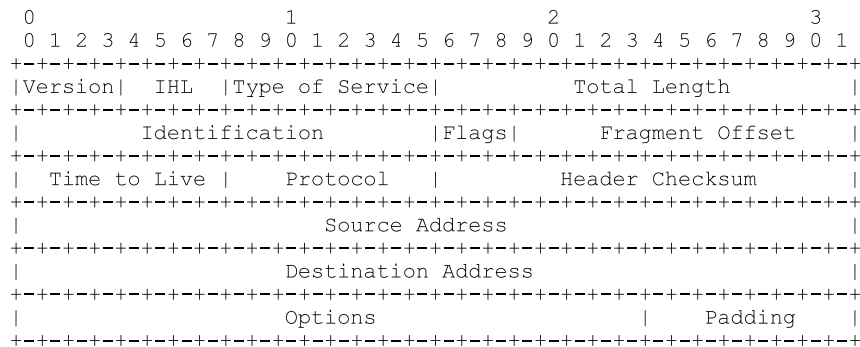 0                   1                   2                   3
 0 1 2 3 4 5 6 7 8 9 0 1 2 3 4 5 6 7 8 9 0 1 2 3 4 5 6 7 8 9 0 1
+-+-+-+-+-+-+-+-+-+-+-+-+-+-+-+-+-+-+-+-+-+-+-+-+-+-+-+-+-+-+-+-+
|Version|  IHL  |Type of Service|          Total Length         |
+-+-+-+-+-+-+-+-+-+-+-+-+-+-+-+-+-+-+-+-+-+-+-+-+-+-+-+-+-+-+-+-+
|         Identification        |Flags|      Fragment Offset    |
+-+-+-+-+-+-+-+-+-+-+-+-+-+-+-+-+-+-+-+-+-+-+-+-+-+-+-+-+-+-+-+-+
|  Time to Live |    Protocol   |         Header Checksum       |
+-+-+-+-+-+-+-+-+-+-+-+-+-+-+-+-+-+-+-+-+-+-+-+-+-+-+-+-+-+-+-+-+
|                       Source Address                          |
+-+-+-+-+-+-+-+-+-+-+-+-+-+-+-+-+-+-+-+-+-+-+-+-+-+-+-+-+-+-+-+-+
|                    Destination Address                        |
+-+-+-+-+-+-+-+-+-+-+-+-+-+-+-+-+-+-+-+-+-+-+-+-+-+-+-+-+-+-+-+-+
|                    Options                    |    Padding    |
+-+-+-+-+-+-+-+-+-+-+-+-+-+-+-+-+-+-+-+-+-+-+-+-+-+-+-+-+-+-+-+-+